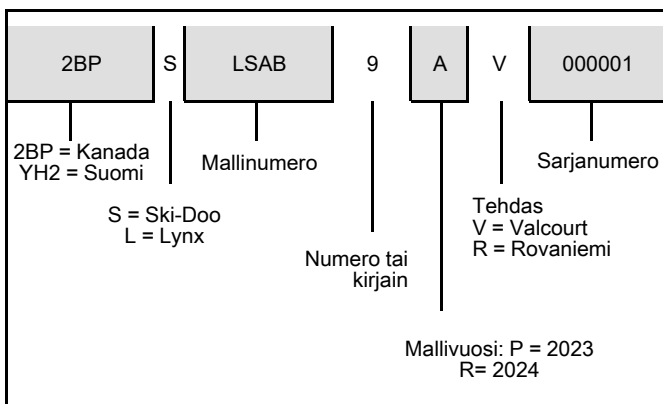 2BP S LSAB 9 A V 000001
2BP = Kanada
YH2 = Suomi
Mallinumero
Sarjanumero
S = Ski-Doo
L = Lynx
Tehdas
V = Valcourt
R = Rovaniemi
Numero tai
kirjain
Mallivuosi: P = 2023
R= 2024